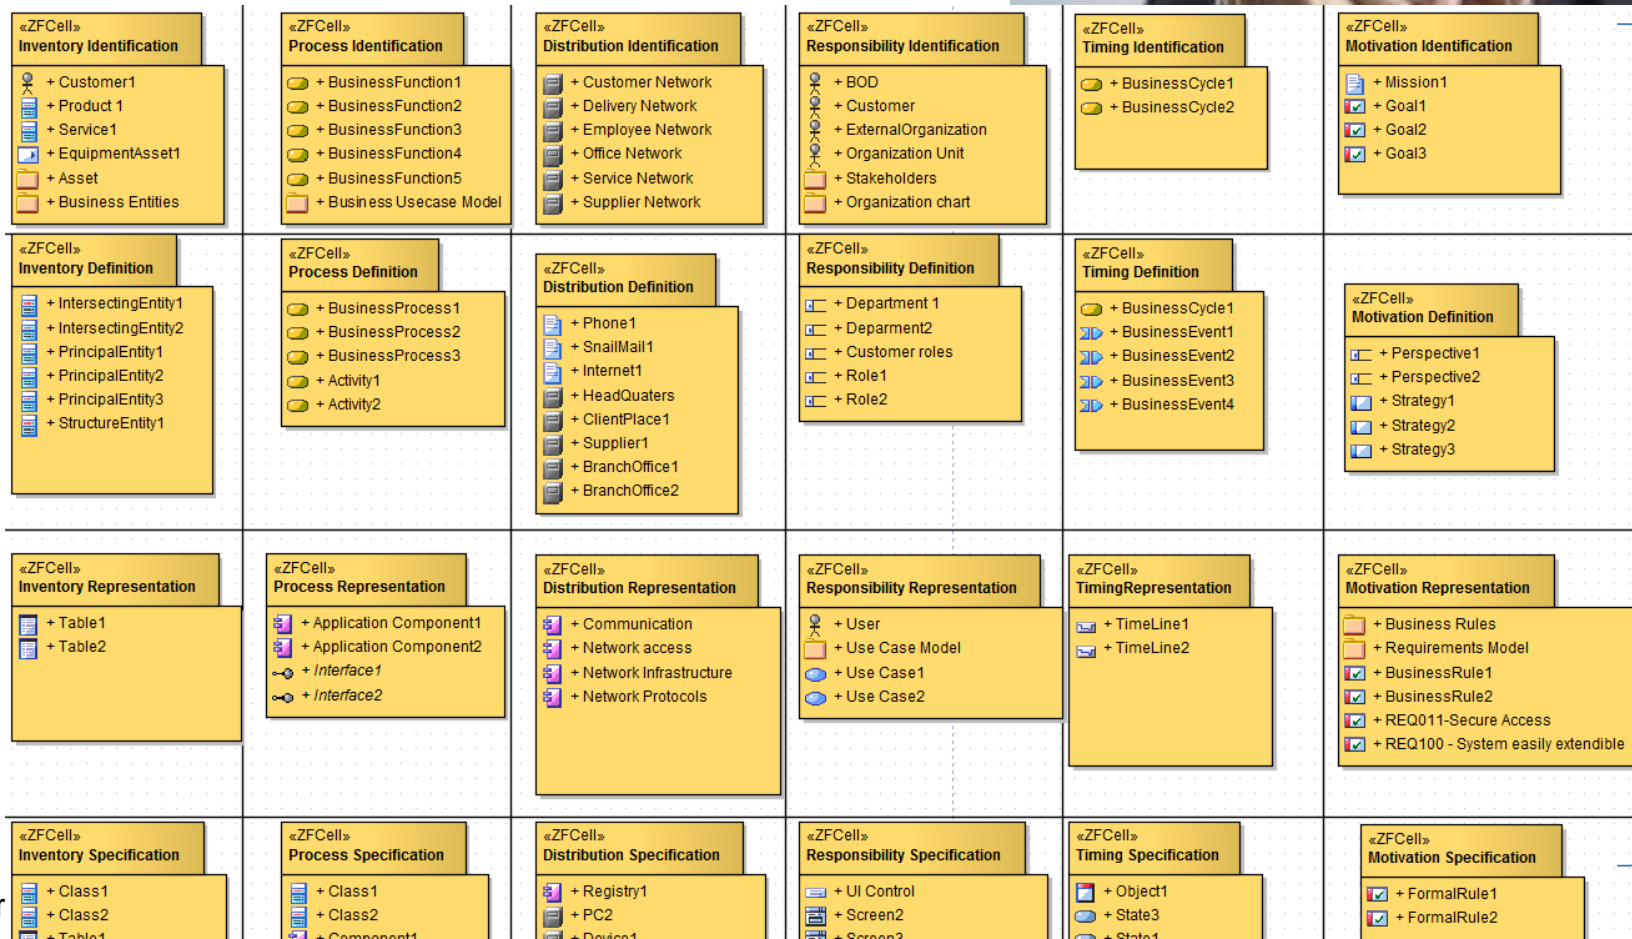 «ZFCell»
Inventory Identification
+ Customer1
+ Product 1
+ Service1
+ EquipmentAsset1
+ Asset
+ Business Entities
«ZFCell»
Process Identification
+ BusinessFunction1
+ BusinessFunction2
+ BusinessFunction3
+ BusinessFunction4
+ BusinessFunction5
+ Business Usecase Model
«ZFCell»
Distribution Identification
+ Customer Network
+ Delivery Network
+ Employee Network
+ Office Network
+ Service Network
+ Supplier Network
«ZFCell»
Responsibility Identification
+ BOD
+ Customer
+ ExternalOrganization
+ Organization Unit
+ Stakeholders
+ Organization chart
«ZFCell»
Timing Identification
+ BusinessCycle1
+ BusinessCycle2
«ZFCell»
Motivation Identification
+ Mission1
+ Goal1
+ Goal2
+ Goal3
«ZFCell»
Inventory Definition
+ IntersectingEntity1
+ IntersectingEntity2
+ PrincipalEntity1
+ PrincipalEntity2
+ PrincipalEntity3
+ StructureEntity1
«ZFCell»
Process Definition
+ BusinessProcess1
+ BusinessProcess2
+ BusinessProcess3
+ Activity1
+ Activity2
«ZFCell»
Distribution Definition
+ Phone1
+ SnailMail1
+ Internet1
+ HeadQuaters
+ ClientPlace1
+ Supplier1
+ BranchOffice1
+ BranchOffice2
«ZFCell»
Responsibility Definition
+ Department 1
+ Deparment2
+ Customer roles
+ Role1
+ Role2
«ZFCell»
Timing Definition
+ BusinessCycle1
+ BusinessEvent1
+ BusinessEvent2
+ BusinessEvent3
+ BusinessEvent4
«ZFCell»
Motivation Definition
+ Perspective1
+ Perspective2
+ Strategy1
+ Strategy2
+ Strategy3
«ZFCell»
Inventory Representation
+ Table1
+ Table2
«ZFCell»
Process Representation
+ Application Component1
+ Application Component2
+ Interface1
+ Interface2
«ZFCell»
Distribution Representation
+ Communication
+ Network access
+ Network Infrastructure
+ Network Protocols
«ZFCell»
Responsibility Representation
+ User
+ Use Case Model
+ Use Case1
+ Use Case2
«ZFCell»
TimingRepresentation
+ TimeLine1
+ TimeLine2
«ZFCell»
Motivation Representation
+ Business Rules
+ Requirements Model
+ BusinessRule1
+ BusinessRule2
+ REQ011-Secure Access
+ REQ100 - System easily extendible
«ZFCell»
Inventory Specification
+ Class1
+ Class2
+ Table1
«ZFCell»
Process Specification
+ Class1
+ Class2
+ Component1
«ZFCell»
Distribution Specification
+ Registry1
+ PC2
+ Device1
«ZFCell»
Responsibility Specification
+ UI Control
+ Screen2
+ Screen3
«ZFCell»
Timing Specification
+ Object1
+ State3
+ State1
«ZFCell»
Motivation Specification
+ FormalRule1
+ FormalRule2